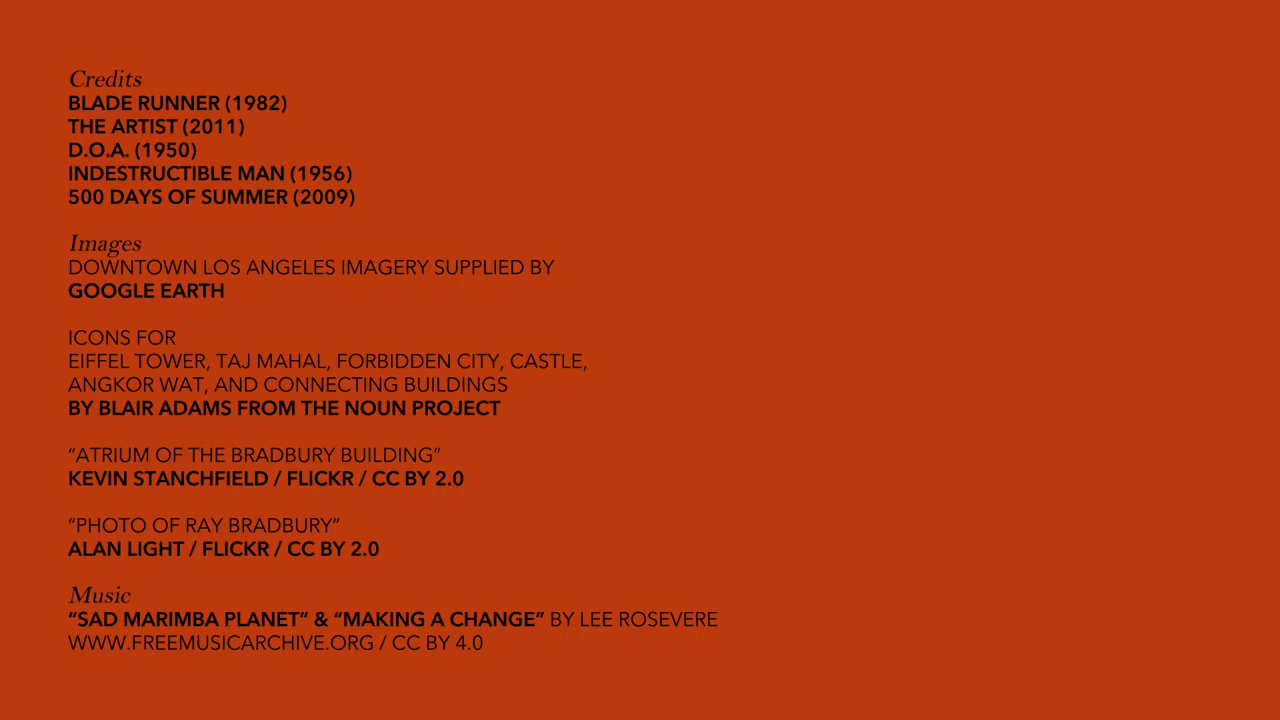 Credits
BLADE RUNNER (1982)
THE ARTIST (2011)
D.O.A. (1950)
INDESTRUCTIBLE MAN (1956)
500 DAYS OF SUMMER (2009)
Images
DOWNTOWN LOS ANGELES IMAGERY SUPPLIED BY
GOOGLE EARTH
ICONS FOR
EIFFEL TOWER, TAJ MAHAL, FORBIDDEN CITY, CASTLE,
ANGKOR WAT, AND CONNECTING BUILDINGS
BY BLAIR ADAMS FROM THE NOUN PROJECT
“ATRIUM OF THE BRADBURY BUILDING”
KEVIN STANCHFIELD / FLICKR / CC BY 2.0
“PHOTO OF RAY BRADBURY”
ALAN LIGHT / FLICKR / CC BY 2.0
Music
“SAD MARIMBA PLANET” & “MAKING A CHANGE” BY LEE ROSEVERE
WWW.FREEMUSICARCHIVE.ORG / CC BY 4.0